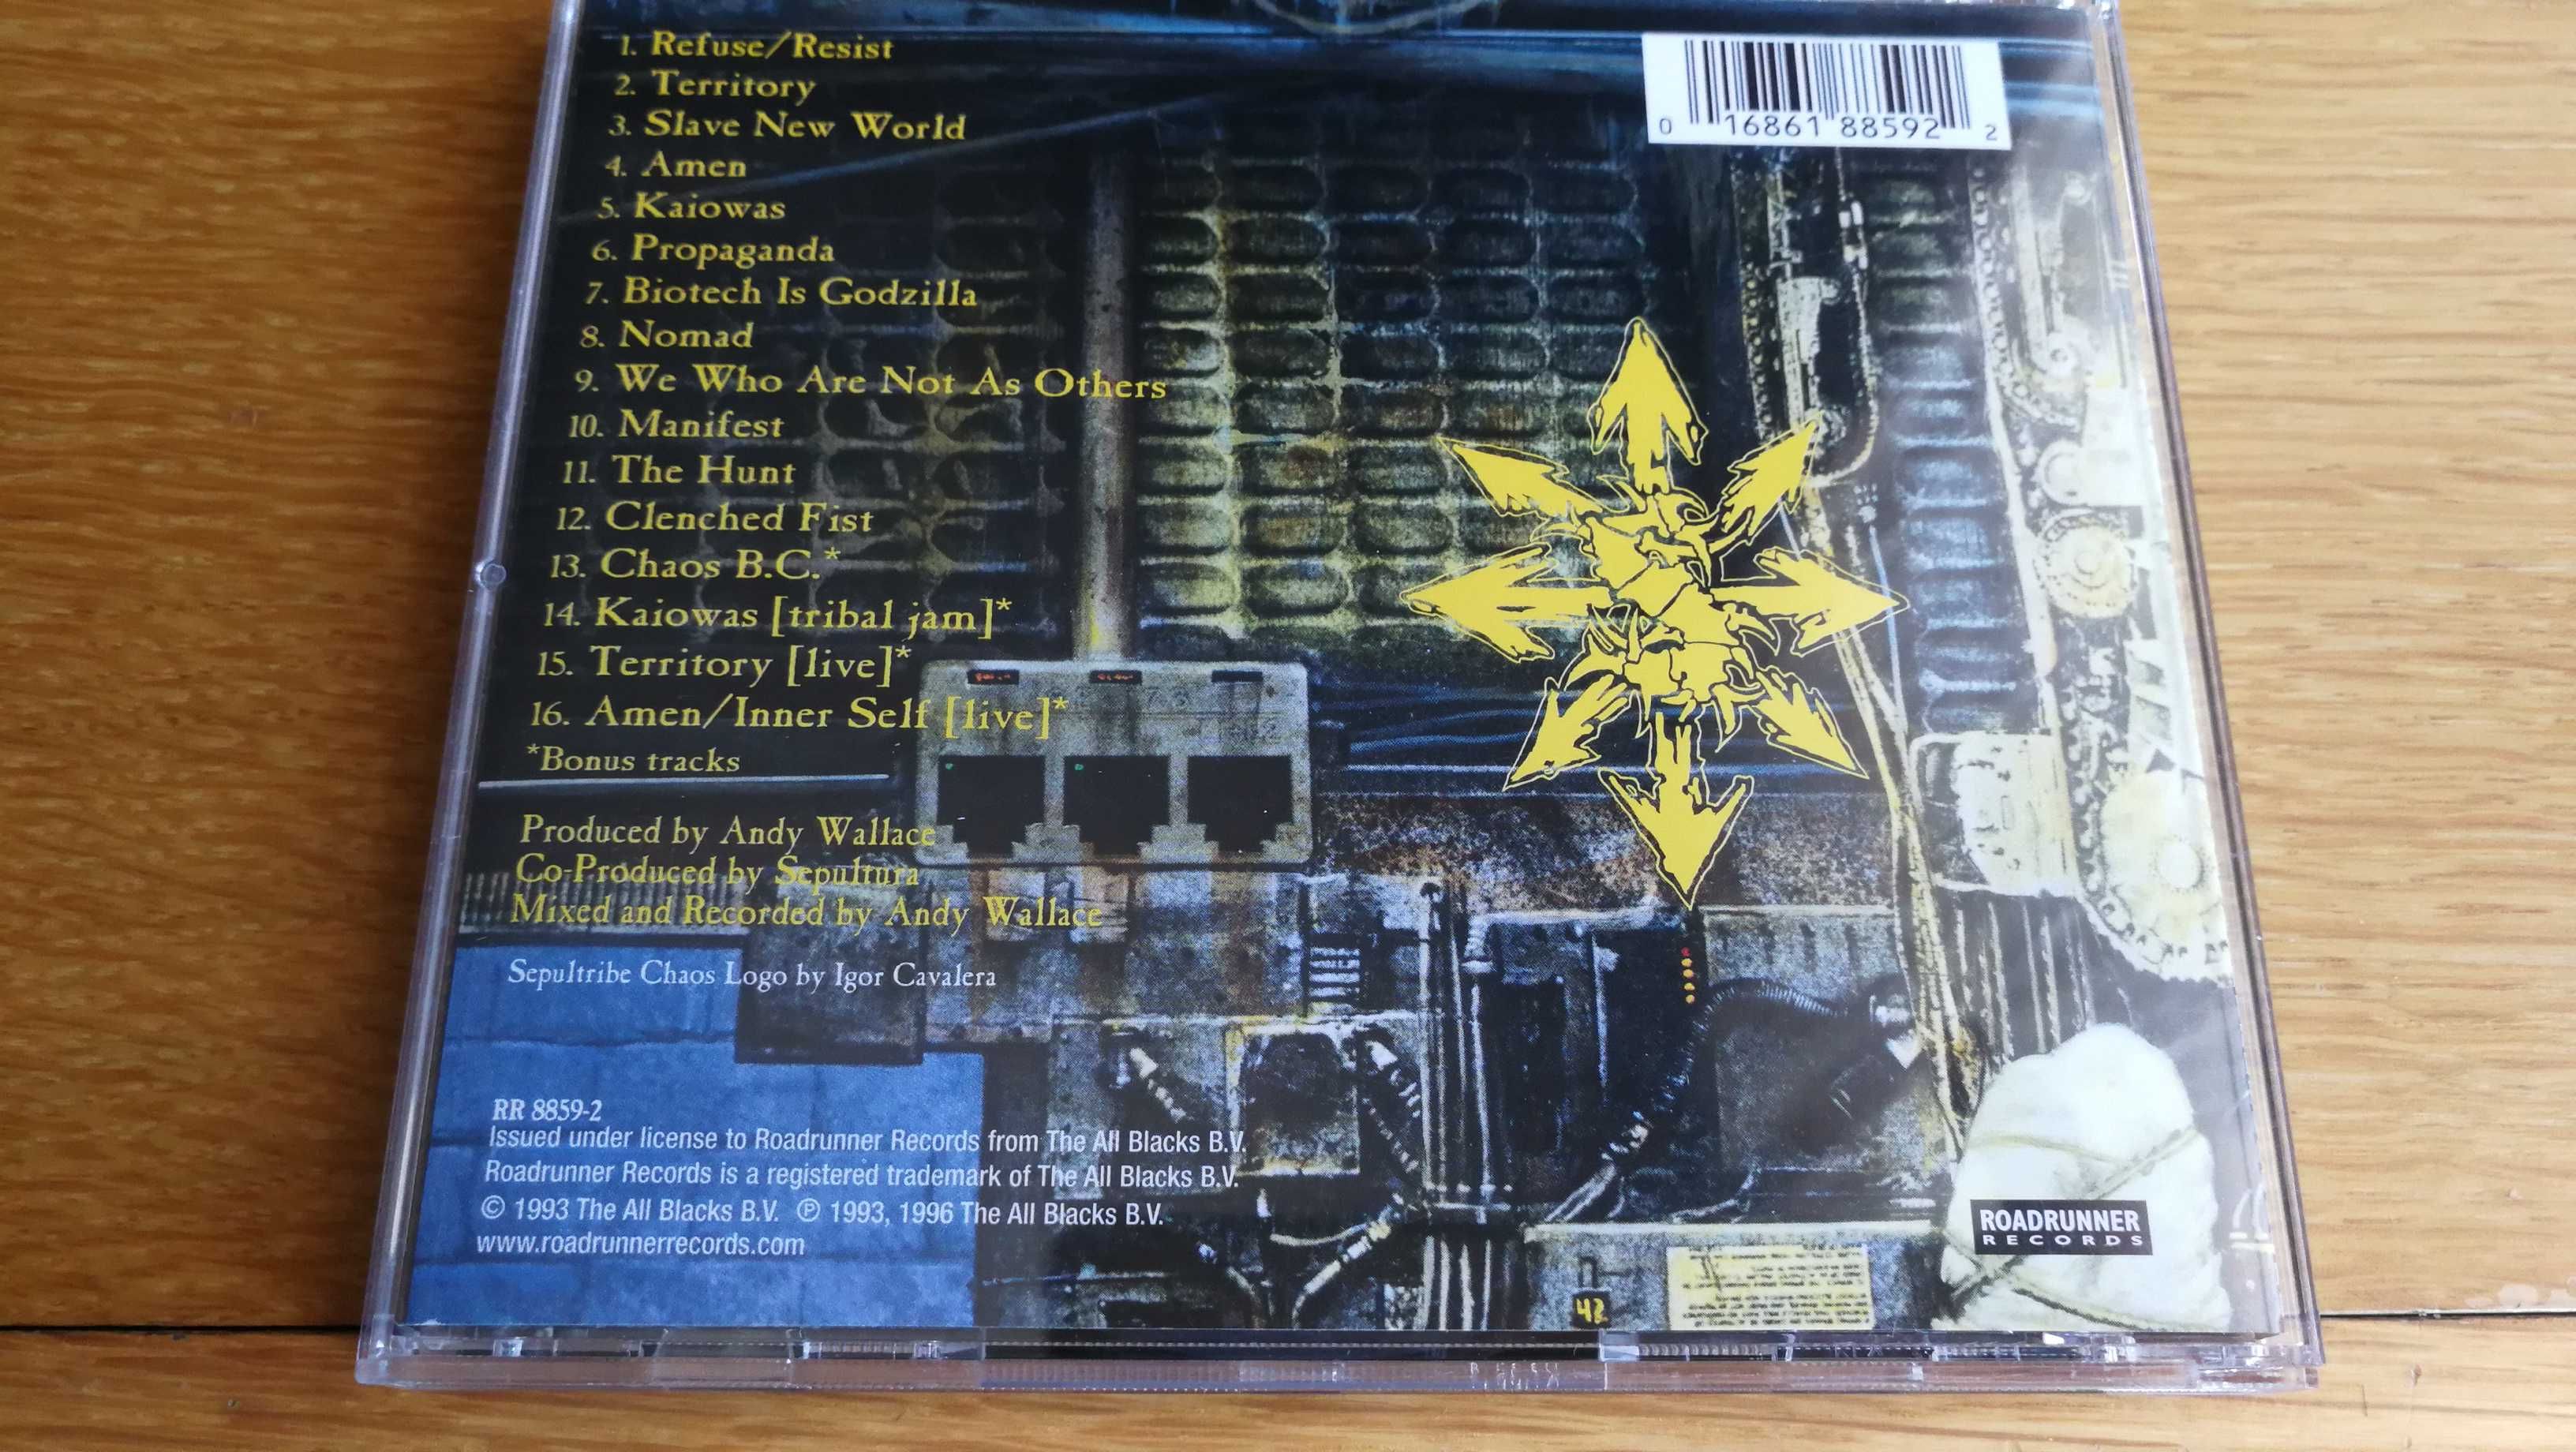 1. Refuse/Resist
2. Territory
3. Slave New World
4. Amen
5. Kaiowas
6. Propaganda
7. Biotech Is Godzilla
8. Nomad
9. We Who Are Not As Others
10. Manifest
11. The Hunt
12. Clenched Fist
13. Chaos B.C.*
14. Kaiowas [tribal jam]*
15. Territory [live]*
16. Amen/Inner Self [live]*
*Bonus tracks
Produced by Andy Wallace
Co-Produced by Sepultura
Mixed and Recorded by Andy Wallace
Sepultribe Chaos Logo by Igor Cavalera
RR 8859-2
Issued under license to Roadrunner Records from The All Blacks B.V.
Roadrunner Records is a registered trademark of The All Blacks B.V.
© 1993 The All Blacks B.V. ℗ 1993, 1996 The All Blacks B.V.
www.roadrunnerrecords.com
0 16861 88592 2
42
ROADRUNNER
RECORDS